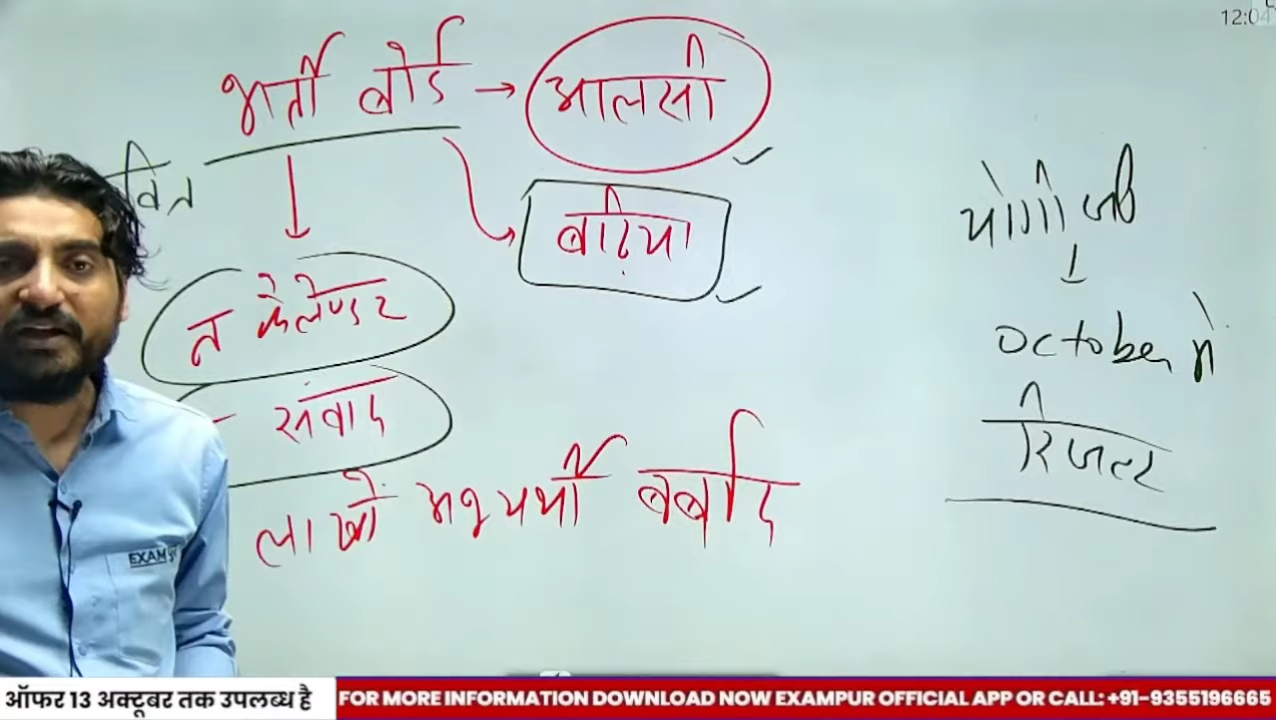 12:04
भर्ती बोर्ड → आलसी
वित
बढ़िया
योगी जी
न कैलेण्डर
October में
- संवाद
रिजल्ट
लाखों अभ्यर्थी बर्बाद
EXAM
ऑफर 13 अक्टूबर तक उपलब्ध है
FOR MORE INFORMATION DOWNLOAD NOW EXAMPUR OFFICIAL APP OR CALL: +91-9355196665